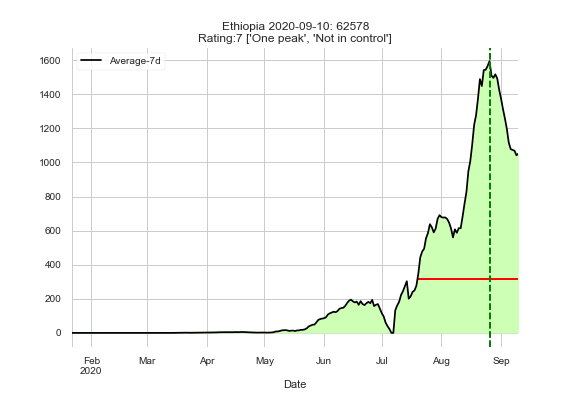 Ethiopia 2020-09-10: 62578
Rating:7 ['One peak', 'Not in control']
Average-7d
1600
1400
1200
1000
800
600
400
200
0
Feb Mar Apr May Jun Jul Aug Sep
2020
Date